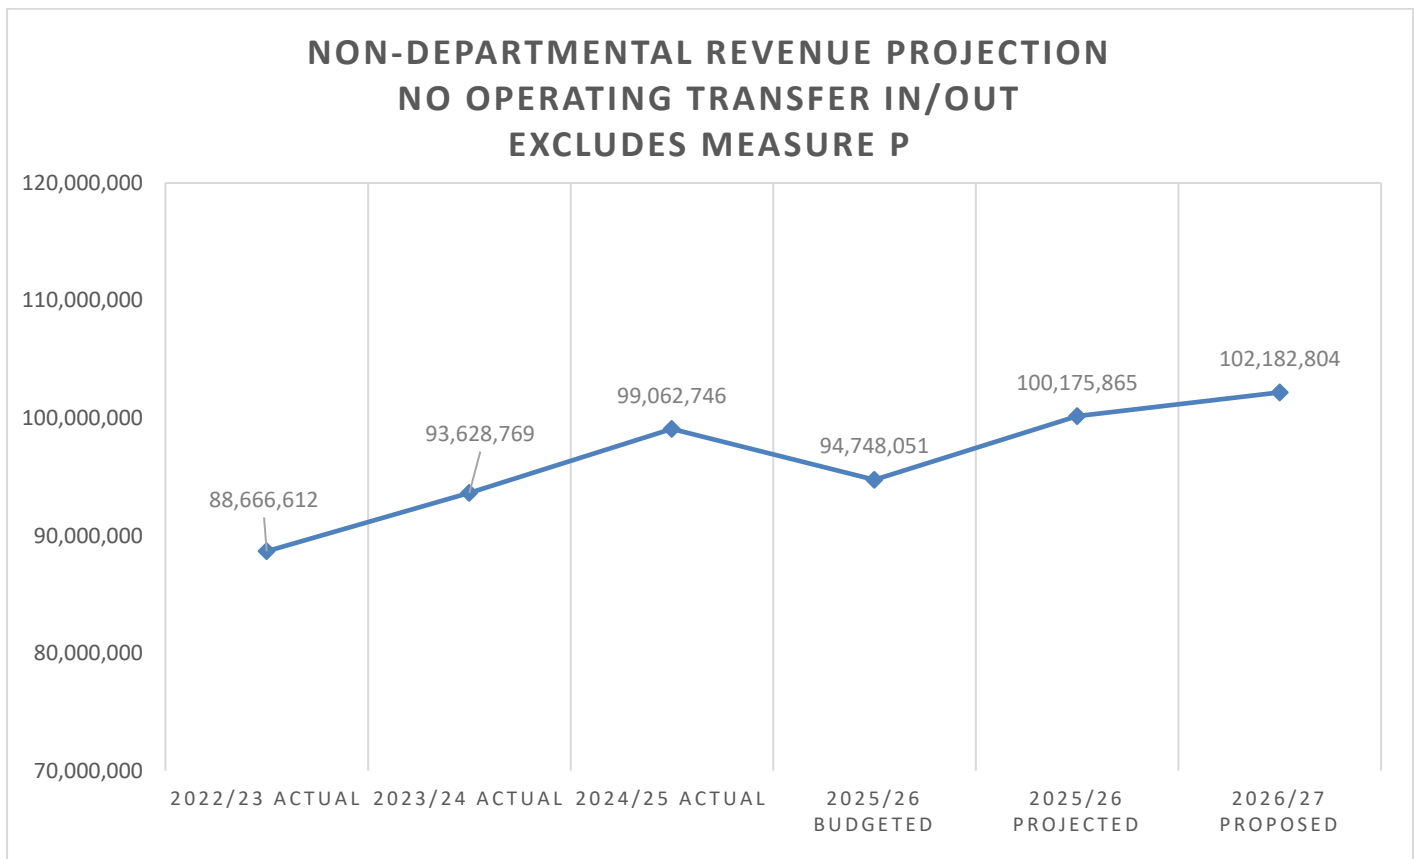 NON-DEPARTMENTAL REVENUE PROJECTION
NO OPERATING TRANSFER IN/OUT
EXCLUDES MEASURE P
120,000,000
110,000,000
100,000,000
90,000,000
80,000,000
70,000,000
88,666,612
93,628,769
99,062,746
94,748,051
100,175,865
102,182,804
2022/23 ACTUAL
2023/24 ACTUAL
2024/25 ACTUAL
2025/26
BUDGETED
2025/26
PROJECTED
2026/27
PROPOSED